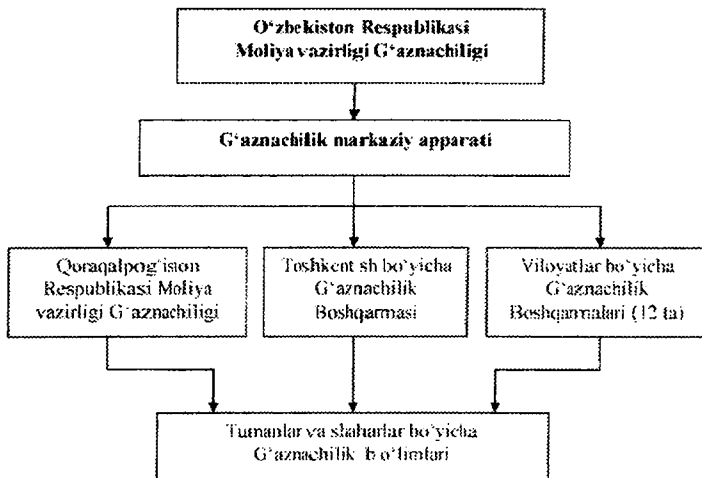 O‘zbekiston Respublikasi
Moliya vazirligi G‘aznachiligi
G‘aznachilik markaziy apparati
Qoraqalpog‘iston
Respublikasi Moliya
vazirligi G‘aznachiligi
Toshkent sh bo‘yicha
G‘aznachilik
Boshqarmasi
Viloyatlar bo‘yicha
G‘aznachilik
Boshqarmalari (12 ta)
Tumanlar va shaharlar bo‘yicha
G‘aznachilik bo‘limlari